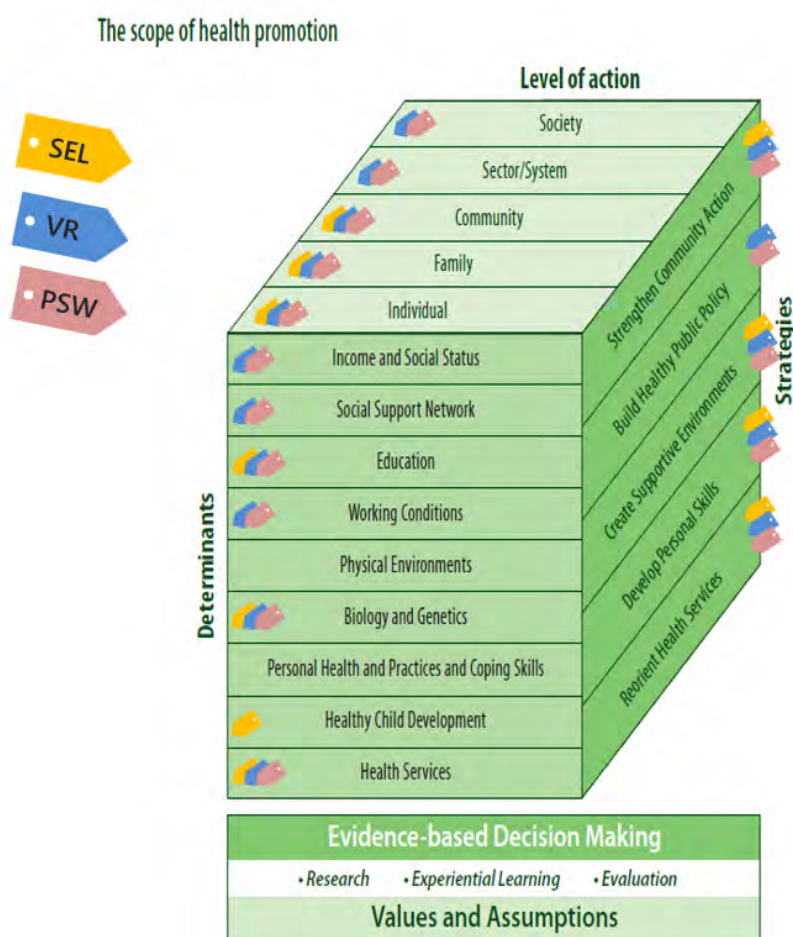 The scope of health promotion
Level of action
SEL
VR
PSW
Society
Sector/System
Community
Family
Individual
Strengthen Community Action
Build Healthy Public Policy
Create Supportive Environments
Develop Personal Skills
Reorient Health Services
Strategies
Determinants
Income and Social Status
Social Support Network
Education
Working Conditions
Physical Environments
Biology and Genetics
Personal Health and Practices and Coping Skills
Healthy Child Development
Health Services
Evidence-based Decision Making
• Research • Experiential Learning • Evaluation
Values and Assumptions